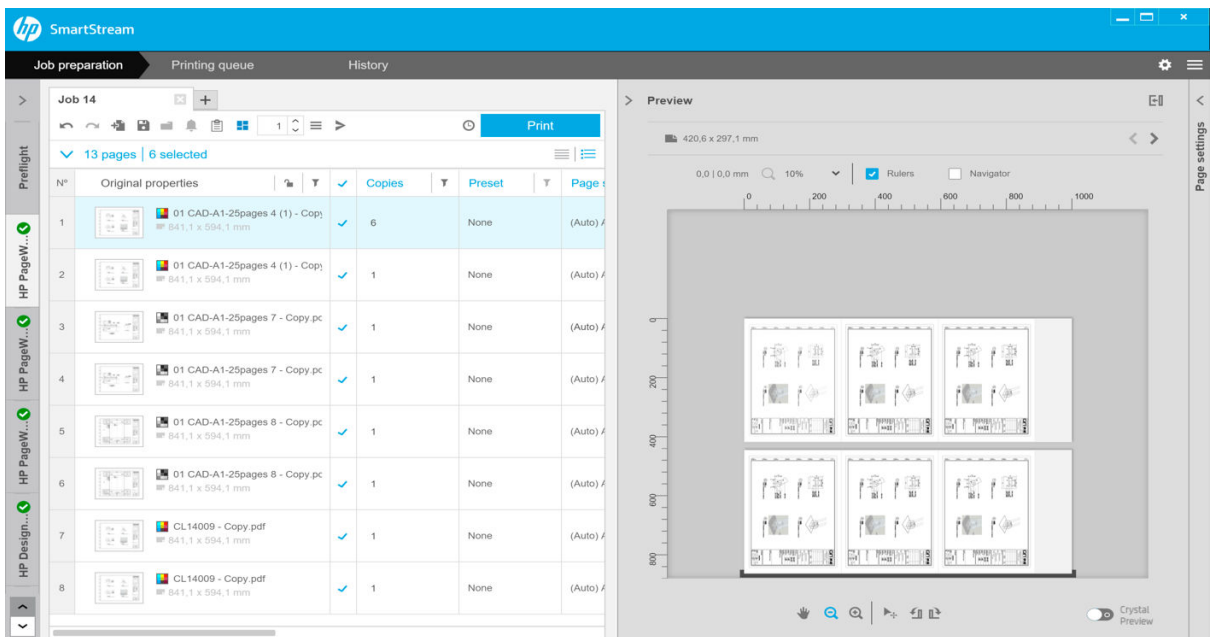 hp SmartStream
Job preparation Printing queue History
Job 14
Preview
1 Print
420,6 x 297,1 mm
13 pages | 6 selected
0,0 | 0,0 mm 10% Rulers Navigator
N° Original properties Copies Preset Page s
0 200 400 600 800 1000
1 01 CAD-A1-25pages 4 (1) - Copy 6 None (Auto) A
841,1 x 594,1 mm
2 01 CAD-A1-25pages 4 (1) - Copy 1 None (Auto) A
841,1 x 594,1 mm
3 01 CAD-A1-25pages 7 - Copy.pc 1 None (Auto) A
841,1 x 594,1 mm
4 01 CAD-A1-25pages 7 - Copy.pc 1 None (Auto) A
841,1 x 594,1 mm
5 01 CAD-A1-25pages 8 - Copy.pc 1 None (Auto) A
841,1 x 594,1 mm
6 01 CAD-A1-25pages 8 - Copy.pc 1 None (Auto) A
841,1 x 594,1 mm
7 CL14009 - Copy.pdf 1 None (Auto) A
841,1 x 594,1 mm
8 CL14009 - Copy.pdf 1 None (Auto) A
841,1 x 594,1 mm
0
200
400
600
800
Crystal
Preview
Preflight
HP PageW...
HP PageW...
HP PageW...
HP Design...
Page settings